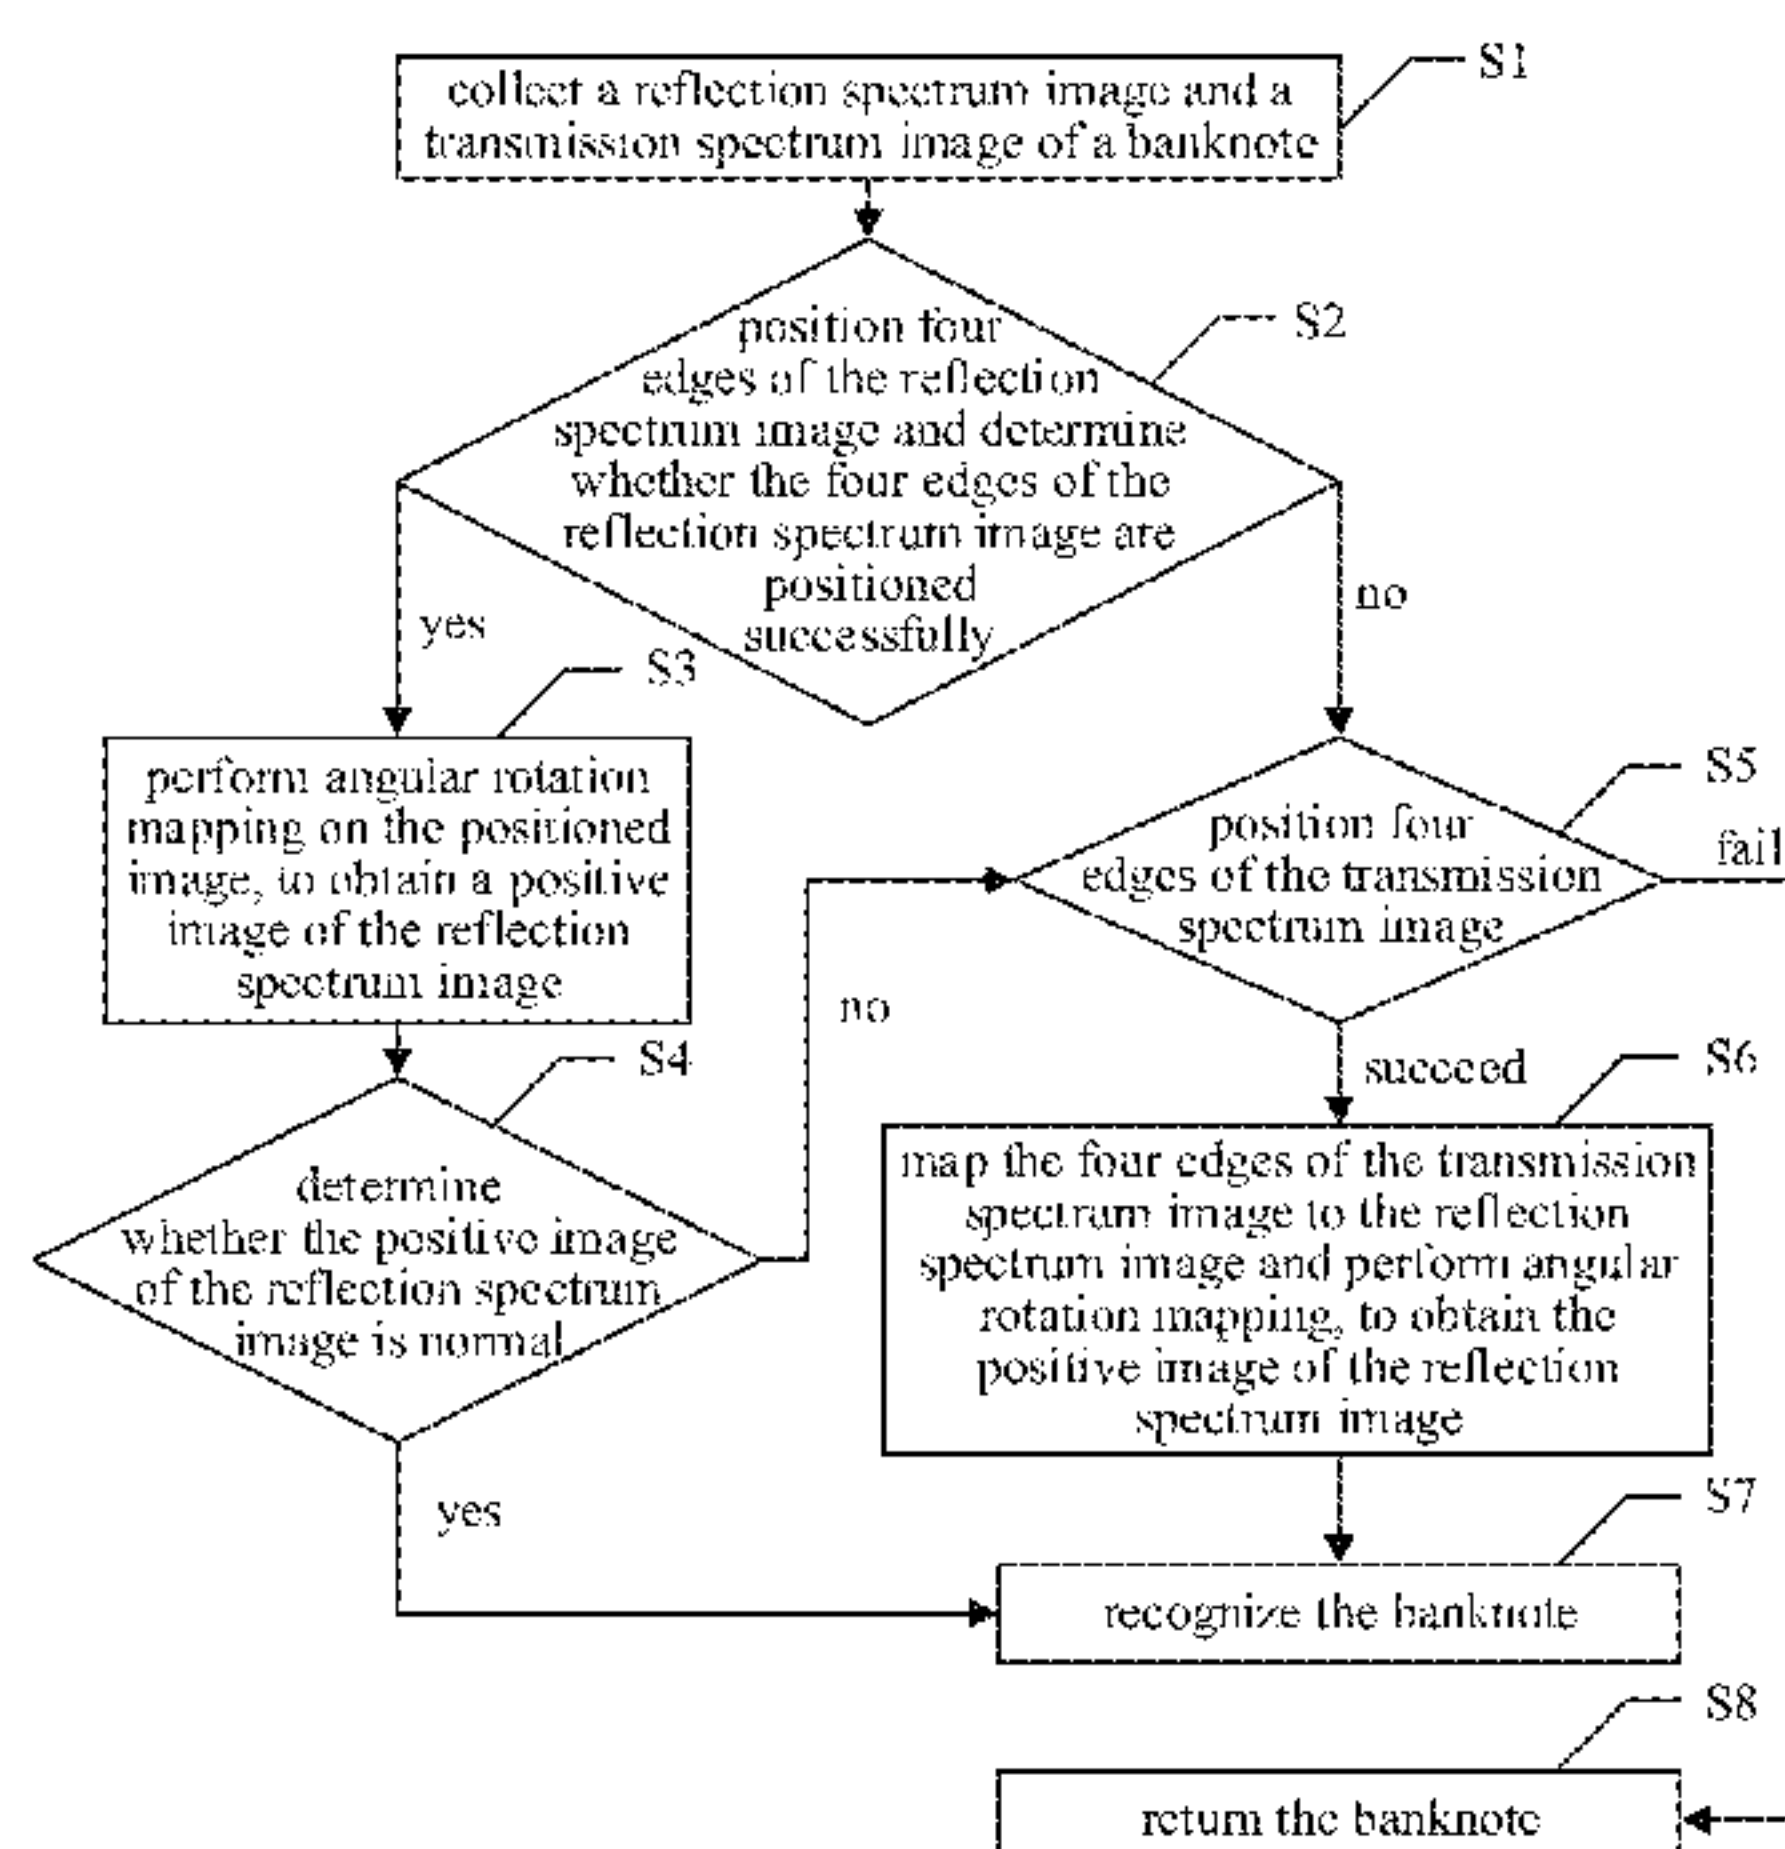 S1
collect a reflection spectrum image and a
transmission spectrum image of a banknote
S2
position four
edges of the reflection
spectrum image and determine
whether the four edges of the
reflection spectrum image are
positioned
successfully
yes
no
S3
perform angular rotation
mapping on the positioned
image, to obtain a positive
image of the reflection
spectrum image
S5
position four
edges of the transmission
spectrum image
fail
no
S4
determine
whether the positive image
of the reflection spectrum
image is normal
succeed
S6
map the four edges of the transmission
spectrum image to the reflection
spectrum image and perform angular
rotation mapping, to obtain the
positive image of the reflection
spectrum image
yes
S7
recognize the banknote
S8
return the banknote